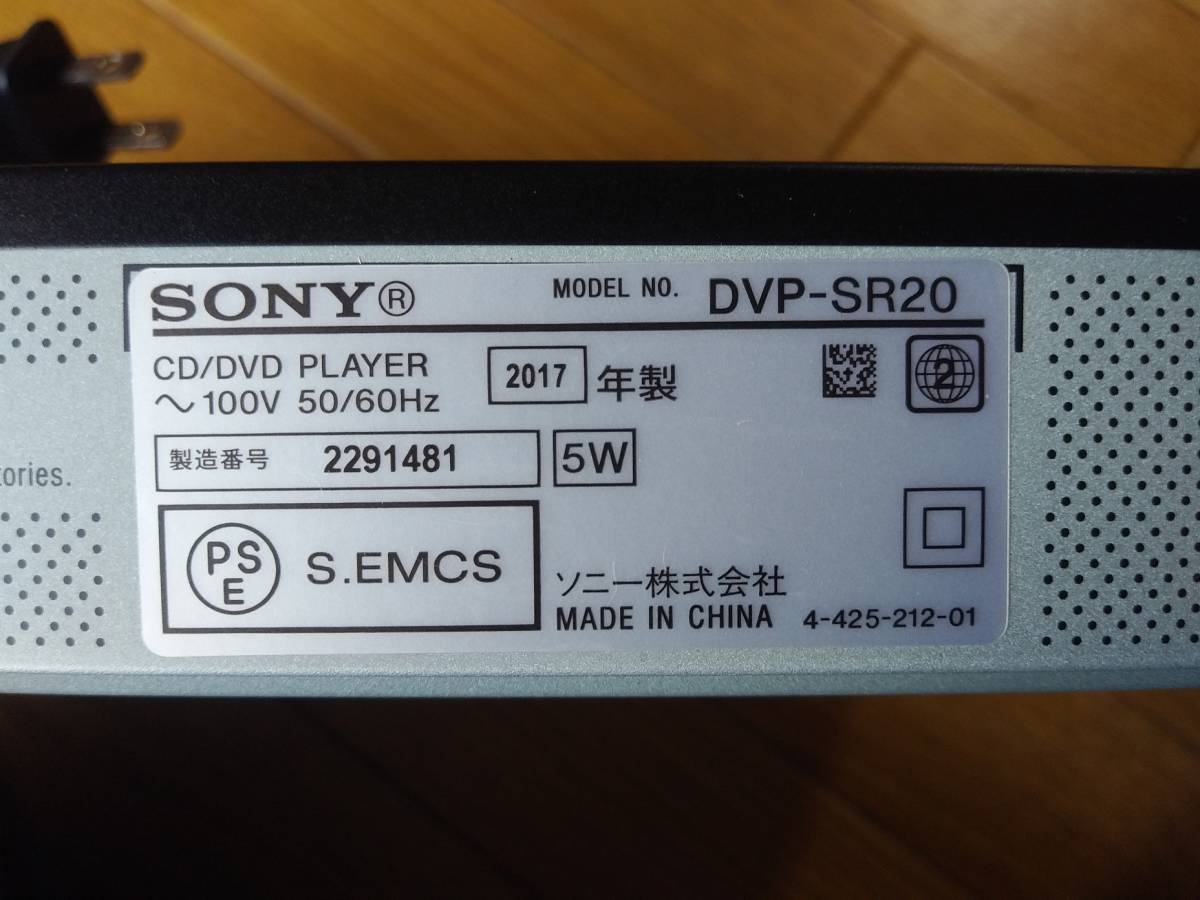 SONY® MODEL NO. DVP-SR20
CD/DVD PLAYER 2017 年製
～100V 50/60Hz
2
製造番号 2291481 5W
tories.
PSE S.EMCS
ソニー株式会社
MADE IN CHINA 4-425-212-01